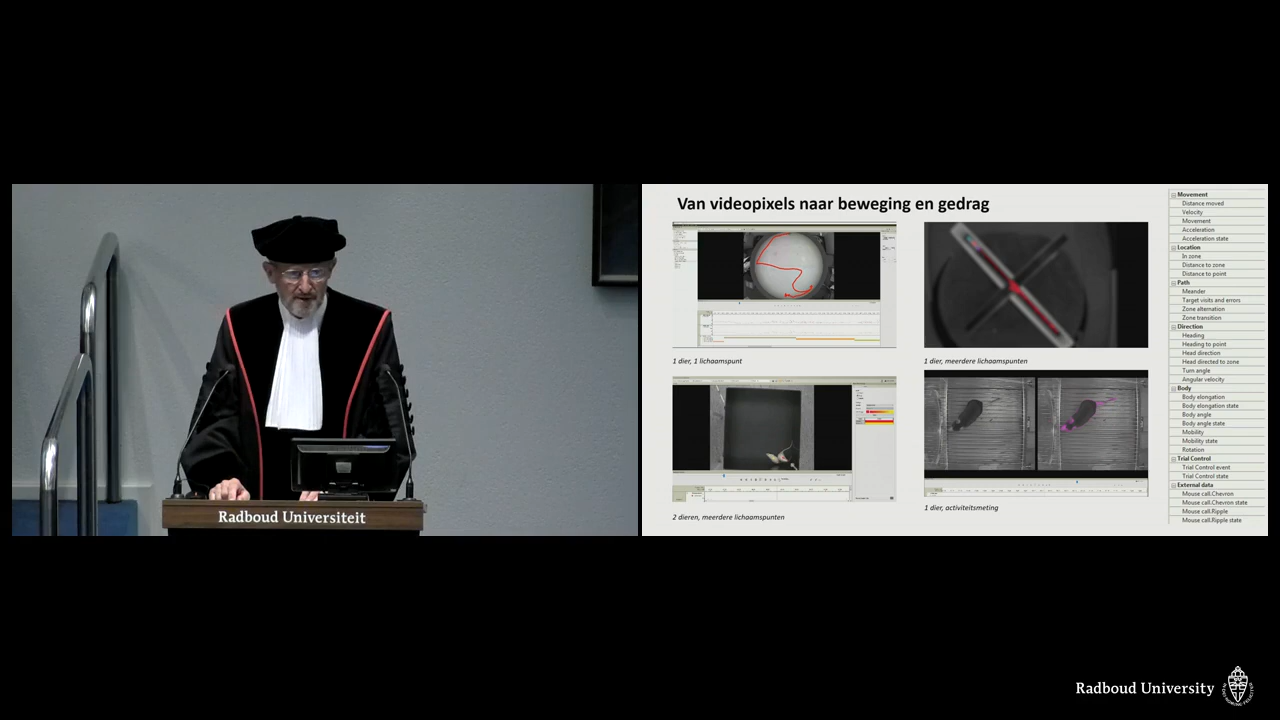 Radboud Universiteit
Van videopixels naar beweging en gedrag
1 dier, 1 lichaamspunt
1 dier, meerdere lichaamspunten
2 dieren, meerdere lichaamspunten
1 dier, activiteitsmeting
Movement
Distance moved
Velocity
Movement
Acceleration
Acceleration state
Location
In zone
Distance to zone
Distance to point
Path
Meander
Target visits and errors
Zone alternation
Zone transition
Direction
Heading
Heading to point
Head direction
Head directed to zone
Turn angle
Angular velocity
Body
Body elongation
Body elongation state
Body angle
Body angle state
Mobility
Mobility state
Rotation
Trial Control
Trial Control event
Trial Control state
External data
Mouse call.Chevron
Mouse call.Chevron state
Mouse call.Ripple
Mouse call.Ripple state
Radboud University